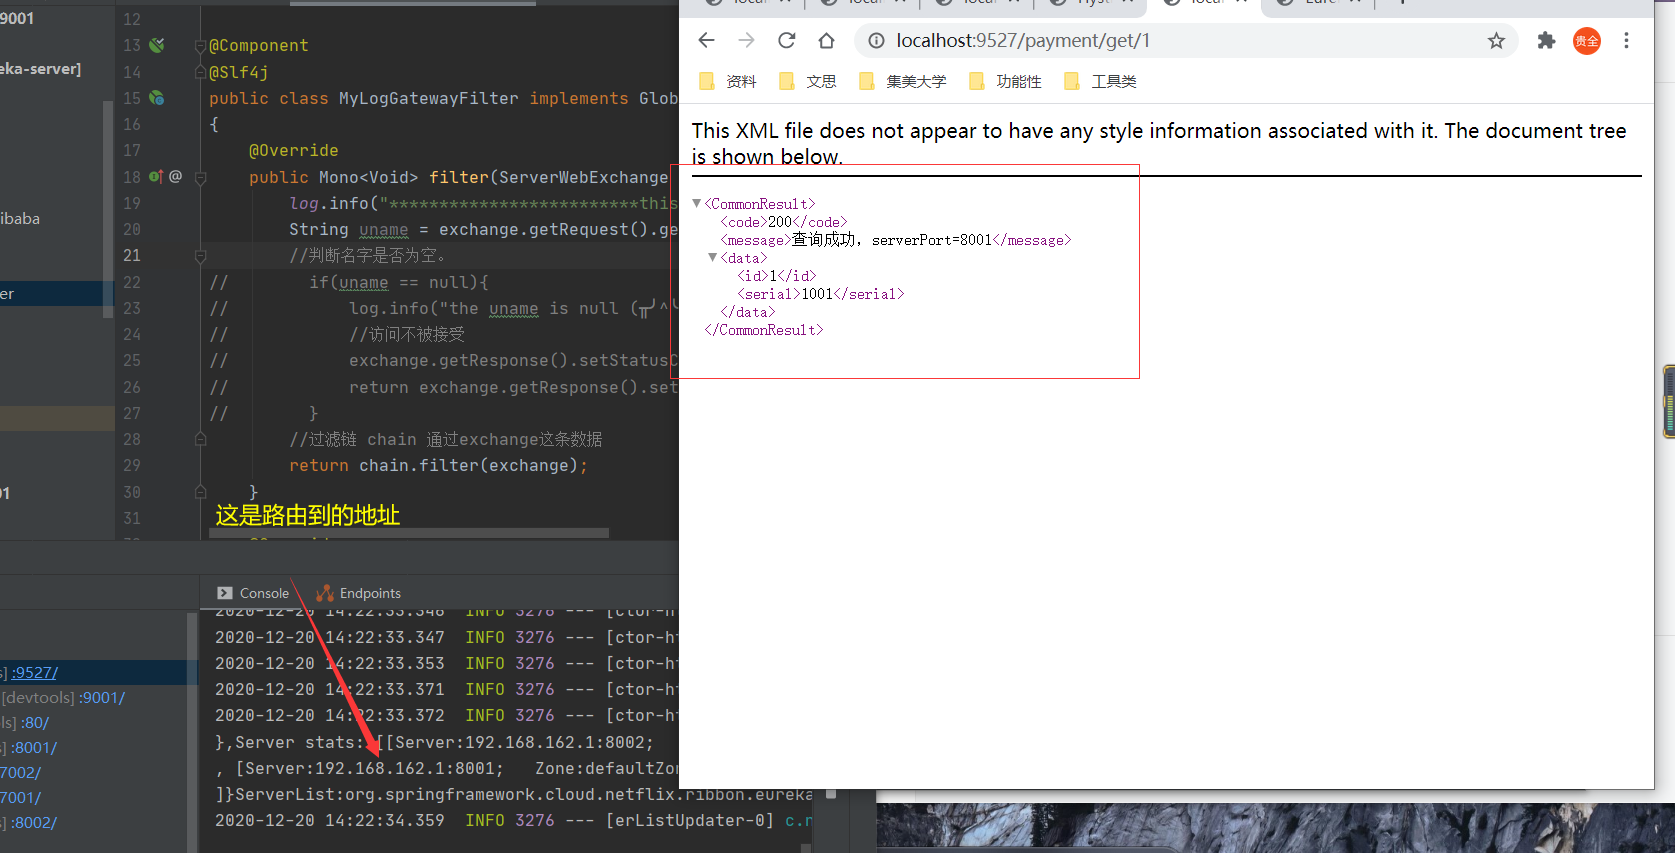 :9001
eka-server]
ibaba
er
01
12
13 @Component
14 @Slf4j
15 public class MyLogGatewayFilter implements Glob
16 {
17 @Override
18 public Mono<Void> filter(ServerWebExchange
19 log.info("*************************this
20 String uname = exchange.getRequest().ge
21 //判断名字是否为空。
22 // if(uname == null){
23 // log.info("the uname is null (╥╯^╰
24 // //访问不被接受
25 // exchange.getResponse().setStatusC
26 // return exchange.getResponse().set
27 // }
28 //过滤链 chain 通过exchange这条数据
29 return chain.filter(exchange);
30 }
31
这是路由到的地址
localhost:9527/payment/get/1
贵全
资料 文思 集美大学 功能性 工具类
This XML file does not appear to have any style information associated with it. The document tree
is shown below.
▼<CommonResult>
<code>200</code>
<message>查询成功，serverPort=8001</message>
▼<data>
<id>1</id>
<serial>1001</serial>
</data>
</CommonResult>
Console Endpoints
s] :9527/
[devtools] :9001/
ls] :80/
s] :8001/
7002/
7001/
s] :8002/
2020-12-20 14:22:33.346 INFO 3276 --- [ctor-ht
2020-12-20 14:22:33.347 INFO 3276 --- [ctor-ht
2020-12-20 14:22:33.353 INFO 3276 --- [ctor-ht
2020-12-20 14:22:33.371 INFO 3276 --- [ctor-ht
2020-12-20 14:22:33.372 INFO 3276 --- [ctor-ht
},Server stats: [[Server:192.168.162.1:8002;
, [Server:192.168.162.1:8001; Zone:defaultZon
]}ServerList:org.springframework.cloud.netflix.ribbon.eureka
2020-12-20 14:22:34.359 INFO 3276 --- [erListUpdater-0] c.n